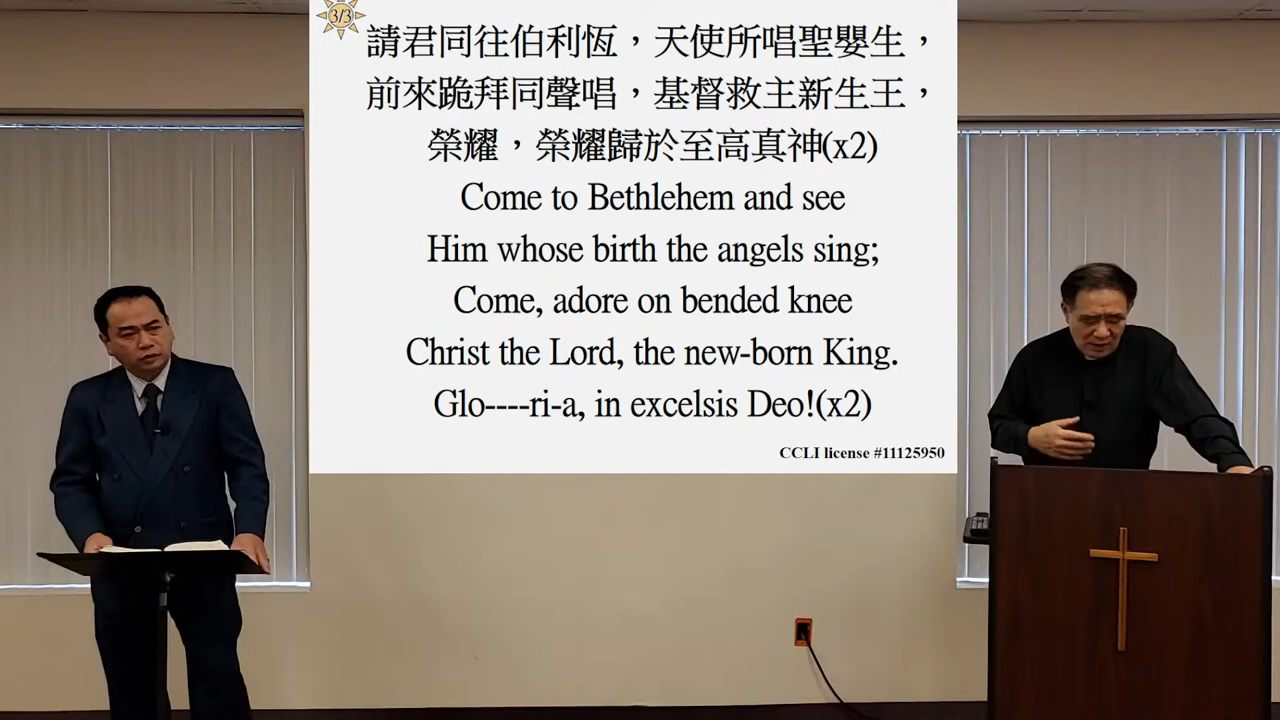 3/3
請君同往伯利恆，天使所唱聖嬰生，
前來跪拜同聲唱，基督救主新生王，
榮耀，榮耀歸於至高真神(x2)
Come to Bethlehem and see
Him whose birth the angels sing;
Come, adore on bended knee
Christ the Lord, the new-born King.
Glo----ri-a, in excelsis Deo!(x2)
CCLI license #11125950